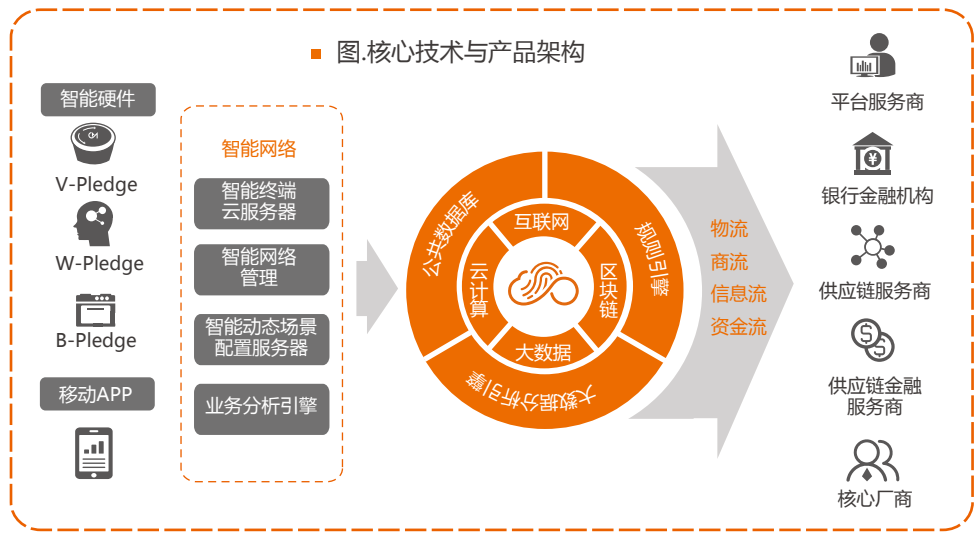 图.核心技术与产品架构
智能硬件
V-Pledge
W-Pledge
B-Pledge
移动APP
智能网络
智能终端
云服务器
智能网络
管理
智能动态场景
配置服务器
业务分析引擎
公共数据库
规则引擎
大数据分析引擎
互联网
云计算
区块链
大数据
物流
商流
信息流
资金流
平台服务商
银行金融机构
供应链服务商
供应链金融
服务商
核心厂商